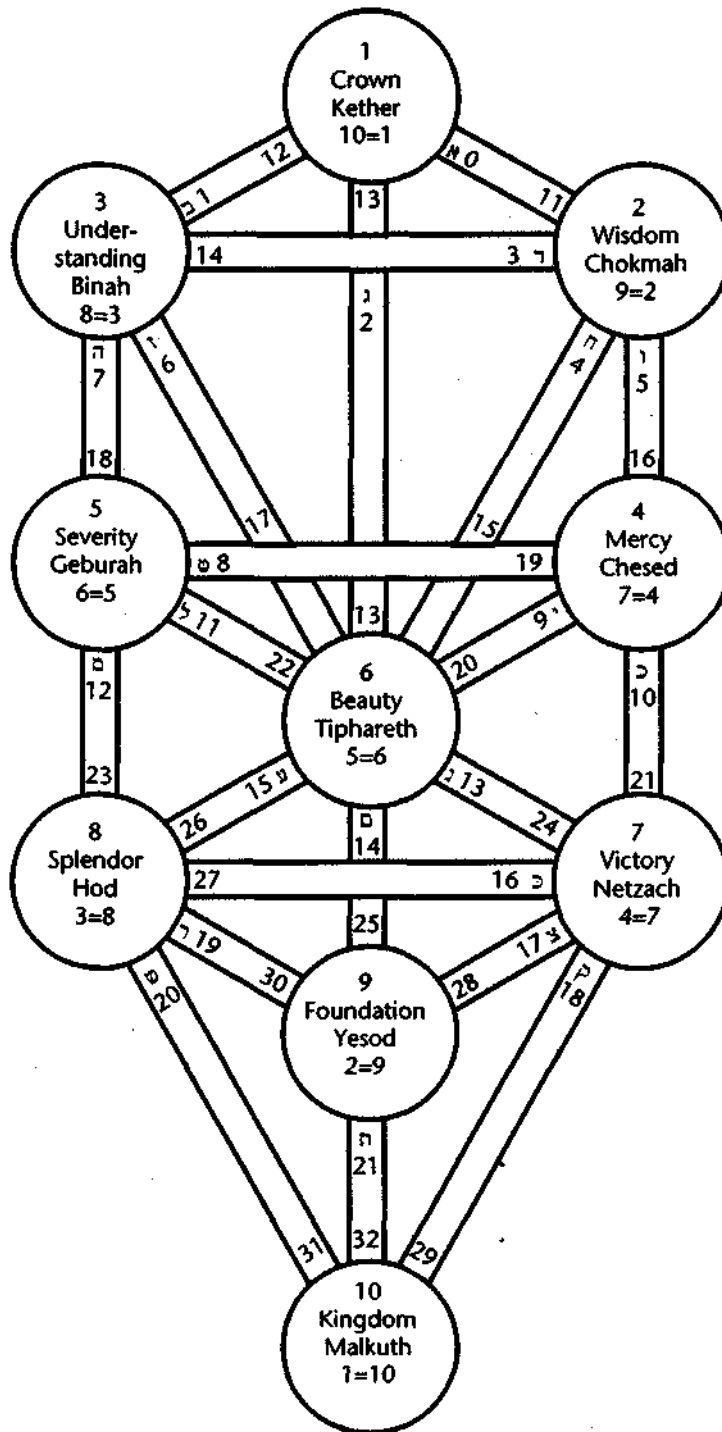 1
Crown
Kether
10=1
ב 1
12
א 0
11
13
3
Under-
standing
Binah
8=3
2
Wisdom
Chokmah
9=2
14
3 ד
ג
2
ז
6
ה
4
ה
7
ו
5
18
17
15
16
5
Severity
Geburah
6=5
4
Mercy
Chesed
7=4
ט 8
19
13
ל 11
22
20
9 י
6
Beauty
Tiphareth
5=6
מ
12
כ
10
23
21
26
15 ע
נ 13
24
ם
14
8
Splendor
Hod
3=8
7
Victory
Netzach
4=7
27
16 כ
25
ר 19
30
28
17 צ
20
ק
18
9
Foundation
Yesod
2=9
ת
21
31
32
29
10
Kingdom
Malkuth
1=10